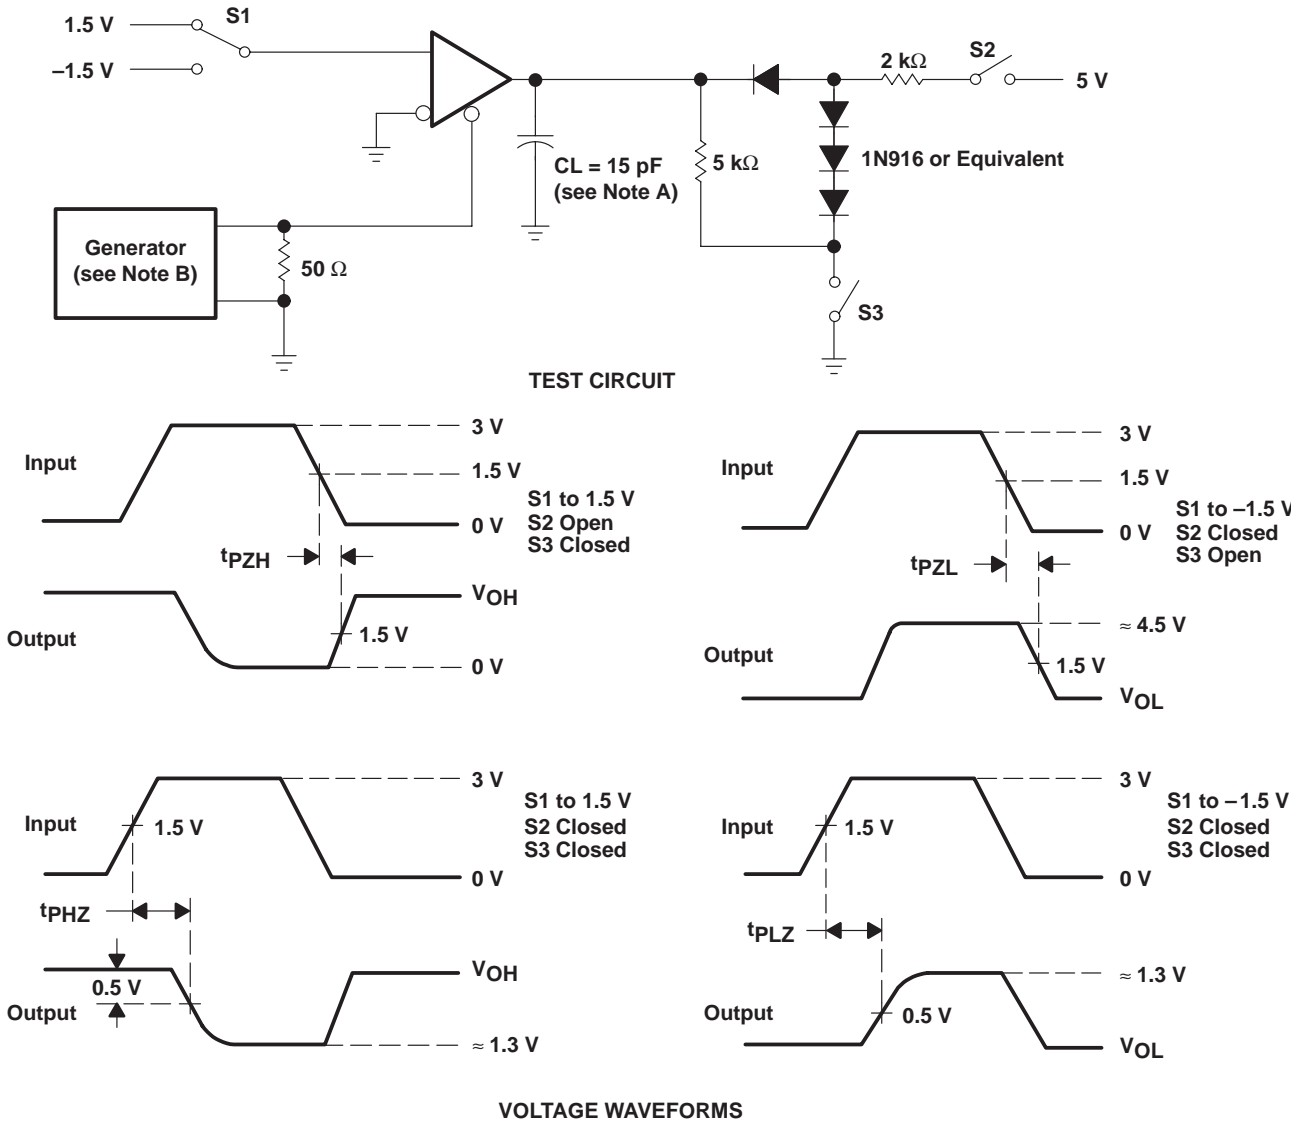 1.5 V
S1
–1.5 V
S2
2 kΩ
5 V
CL = 15 pF
(see Note A)
5 kΩ
1N916 or Equivalent
Generator
(see Note B)
50 Ω
S3
TEST CIRCUIT
Input
3 V
1.5 V
0 V
S1 to 1.5 V
S2 Open
S3 Closed
tPZH
Output
VOH
1.5 V
0 V
Input
3 V
1.5 V
0 V
S1 to –1.5 V
S2 Closed
S3 Open
tPZL
Output
≈ 4.5 V
1.5 V
VOL
Input
3 V
1.5 V
0 V
S1 to 1.5 V
S2 Closed
S3 Closed
tPHZ
0.5 V
Output
VOH
≈ 1.3 V
Input
3 V
1.5 V
0 V
S1 to –1.5 V
S2 Closed
S3 Closed
tPLZ
Output
≈ 1.3 V
0.5 V
VOL
VOLTAGE WAVEFORMS